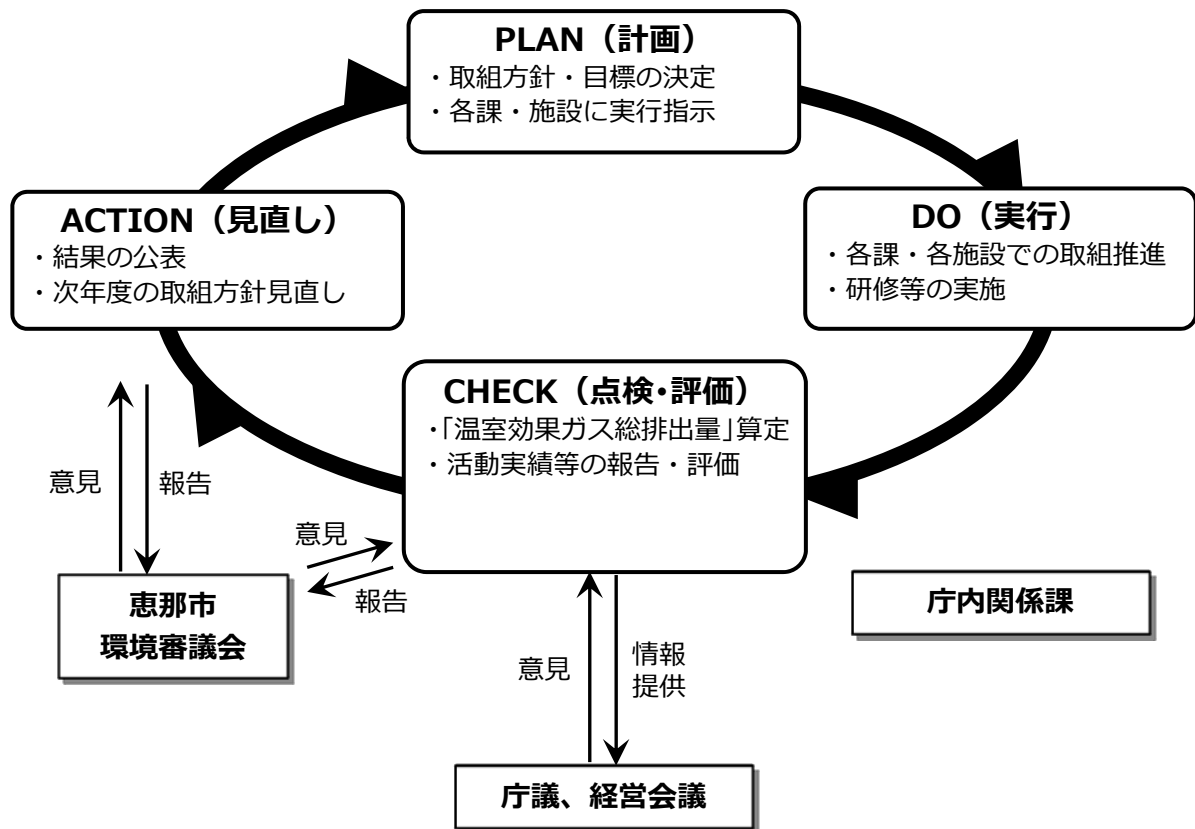 PLAN（計画）
・取組方針・目標の決定
・各課・施設に実行指示
ACTION（見直し）
・結果の公表
・次年度の取組方針見直し
DO（実行）
・各課・各施設での取組推進
・研修等の実施
CHECK（点検・評価）
・「温室効果ガス総排出量」算定
・活動実績等の報告・評価
意見
報告
意見
報告
恵那市
環境審議会
庁内関係課
意見
情報
提供
庁議、経営会議